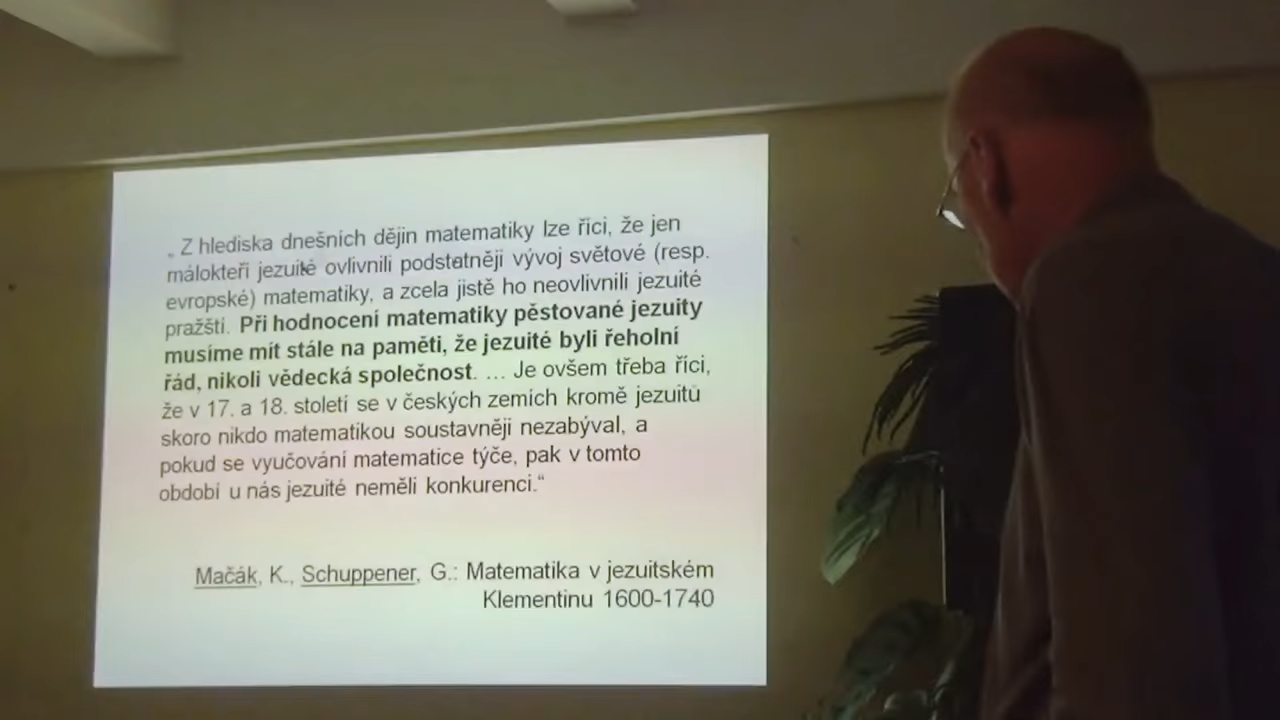 „ Z hlediska dnešních dějin matematiky lze říci, že jen
málokteří jezuité ovlivnili podstatněji vývoj světové (resp.
evropské) matematiky, a zcela jistě ho neovlivnili jezuité
pražští. Při hodnocení matematiky pěstované jezuity
musíme mít stále na paměti, že jezuité byli řeholní
řád, nikoli vědecká společnost. … Je ovšem třeba říci,
že v 17. a 18. století se v českých zemích kromě jezuitů
skoro nikdo matematikou soustavněji nezabýval, a
pokud se vyučování matematice týče, pak v tomto
období u nás jezuité neměli konkurenci.“
Mačák, K., Schuppener, G.: Matematika v jezuitském
Klementinu 1600-1740